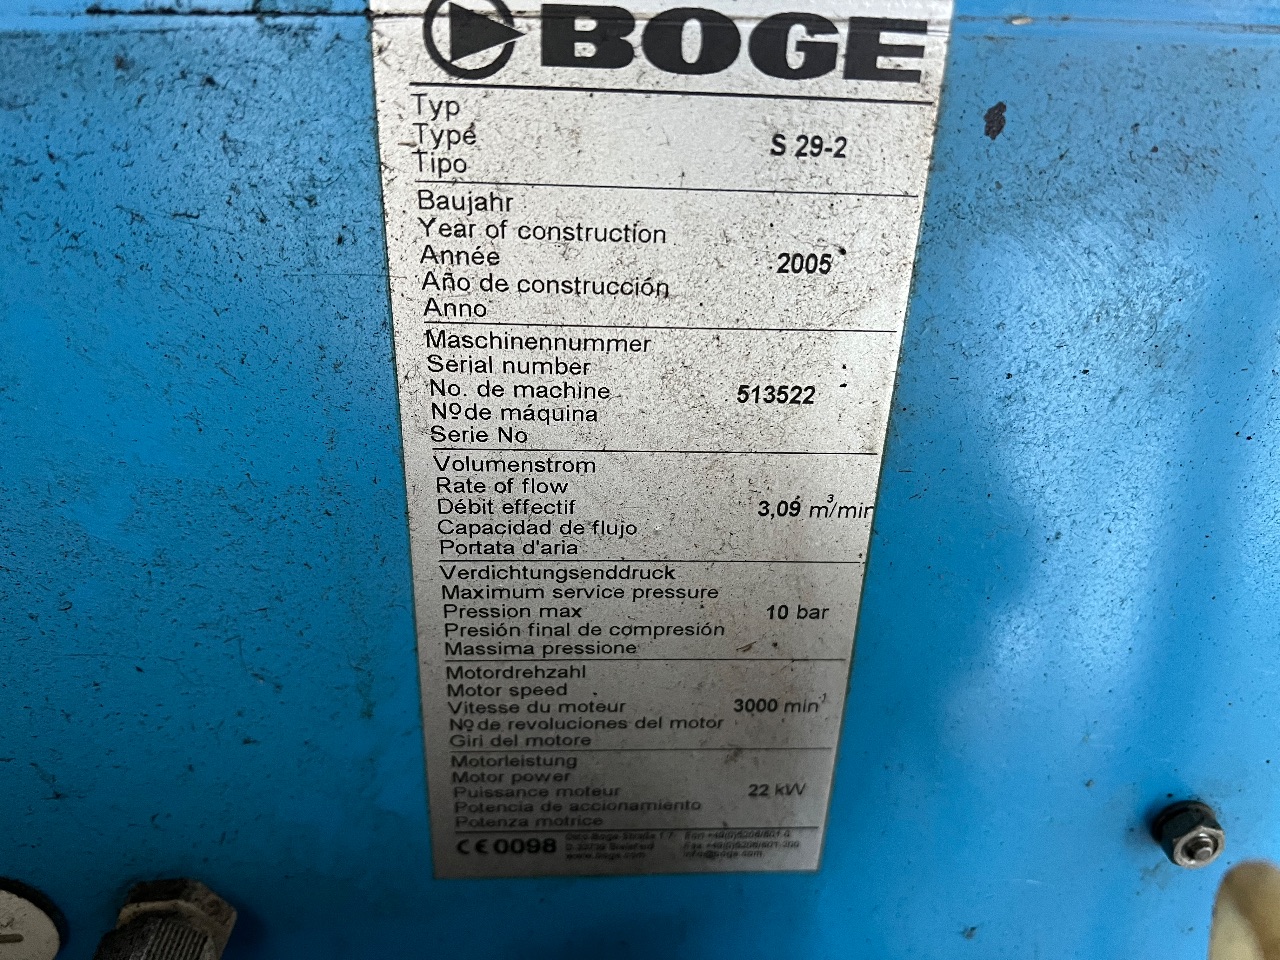 BOGE
Typ
Type
Tipo
S 29-2
Baujahr
Year of construction
Année
Año de construcción
Anno
2005
Maschinennummer
Serial number
No. de machine
Nº de máquina
Serie No
513522
Volumenstrom
Rate of flow
Débit effectif
Capacidad de flujo
Portata d'aria
3,09 m³/min
Verdichtungsenddruck
Maximum service pressure
Pression max
Presión final de compresión
Massima pressione
10 bar
Motordrehzahl
Motor speed
Vitesse du moteur
Nº de revoluciones del motor
Giri del motore
3000 min
Motorleistung
Motor power
Puissance moteur
Potencia de accionamiento
Potenza motrice
22 kW
CE 0098
www.boge.com
info@boge.com